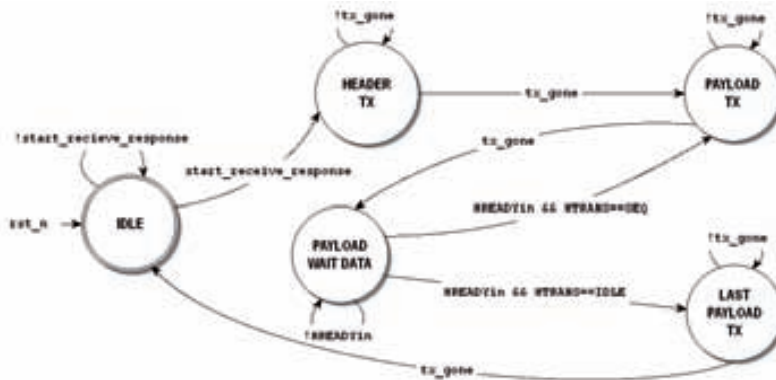 !tx_gone
!tx_gone
HEADER
TX
PAYLOAD
TX
tx_gone
!start_recieve_response
tx_gone
start_receive_response
rst_n
IDLE
HREADYin && HTRANS==SEQ
PAYLOAD
WAIT DATA
!tx_gone
HREADYin && HTRANS==IDLE
LAST
PAYLOAD
TX
!HREADYin
tx_gone